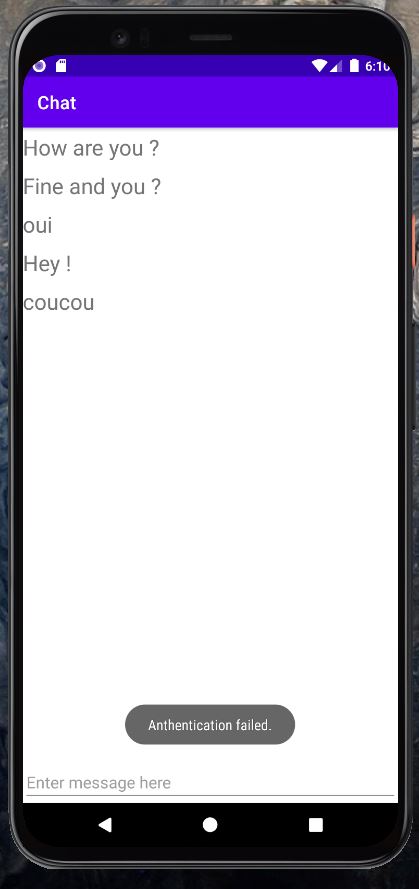 6:10
Chat
How are you ?
Fine and you ?
oui
Hey !
coucou
Anthentication failed.
Enter message here